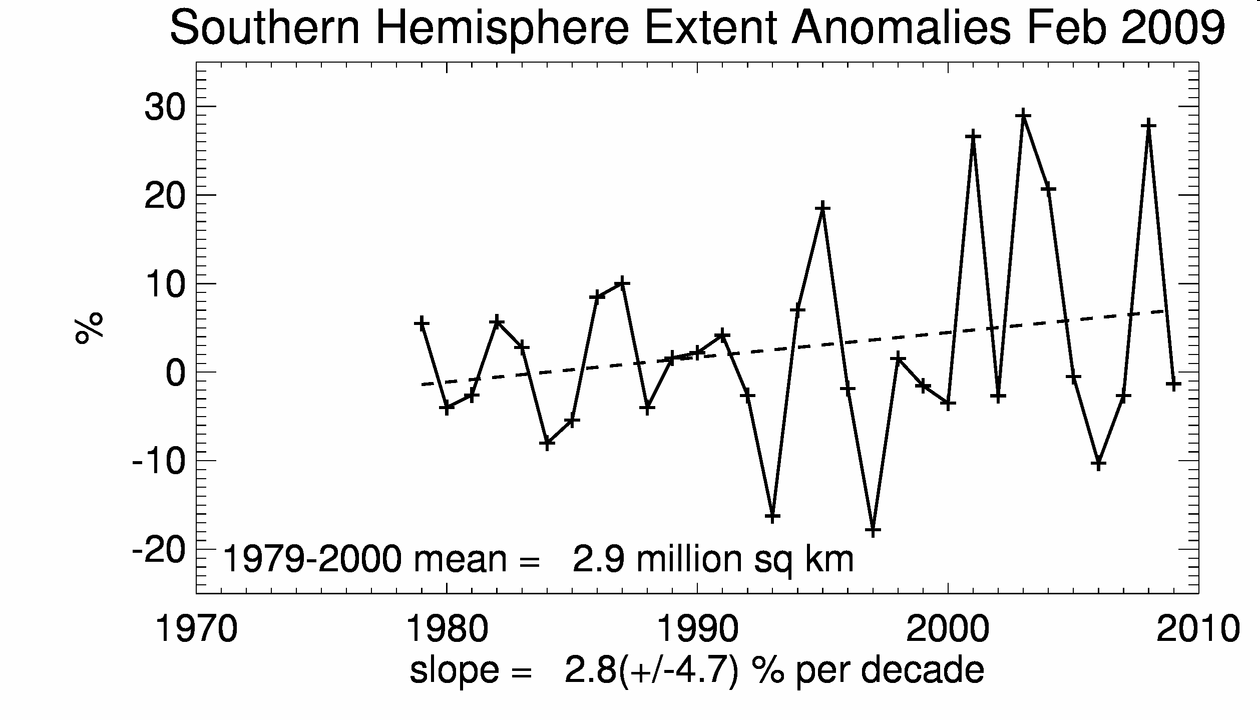 Southern Hemisphere Extent Anomalies Feb 2009
30
20
10
0
-10
-20
%
1979-2000 mean = 2.9 million sq km
1970 1980 1990 2000 2010
slope = 2.8(+/-4.7) % per decade